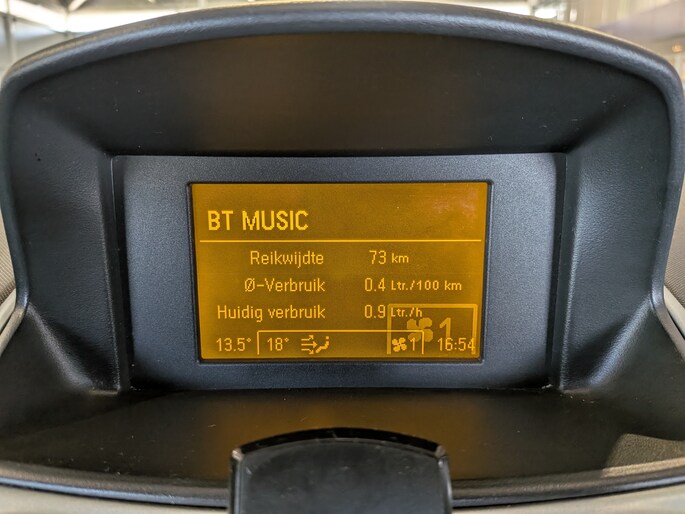 BT MUSIC
Reikwijdte 73 km
Ø-Verbruik 0.4 Ltr./100 km
Huidig verbruik 0.9 Ltr./h
1
13.5° 18° 1 16:54